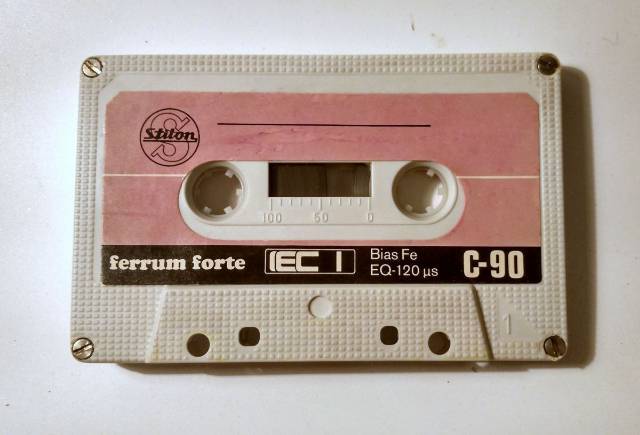 Stilon
100 50 0
ferrum forte IEC I Bias Fe C-90
EQ-120 µs
1